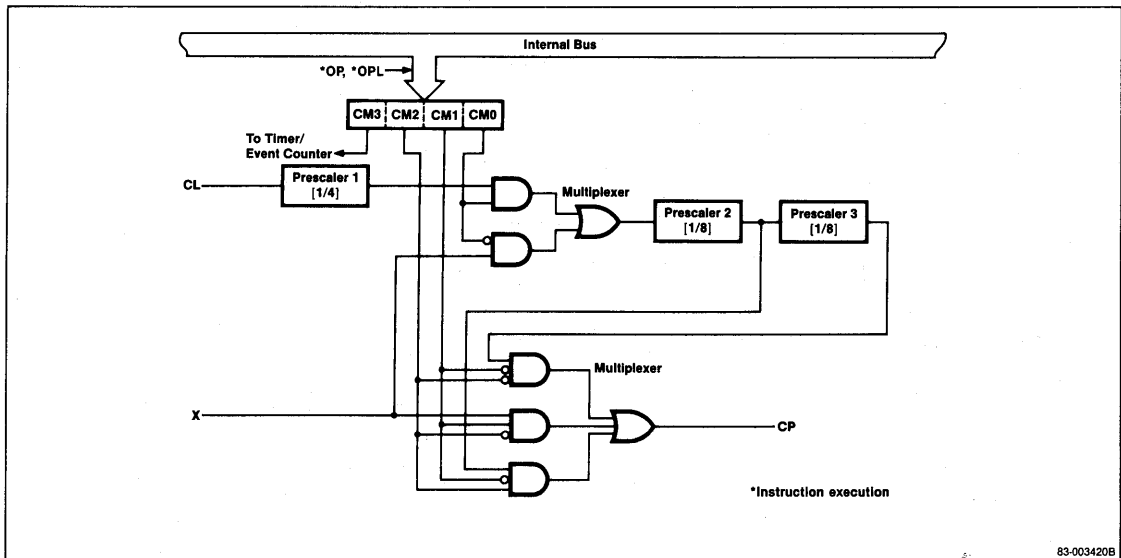 Internal Bus
*OP, *OPL
CM3 CM2 CM1 CM0
To Timer/
Event Counter
CL
Prescaler 1
[1/4]
Multiplexer
Prescaler 2
[1/8]
Prescaler 3
[1/8]
Multiplexer
X
CP
*Instruction execution
83-003420B